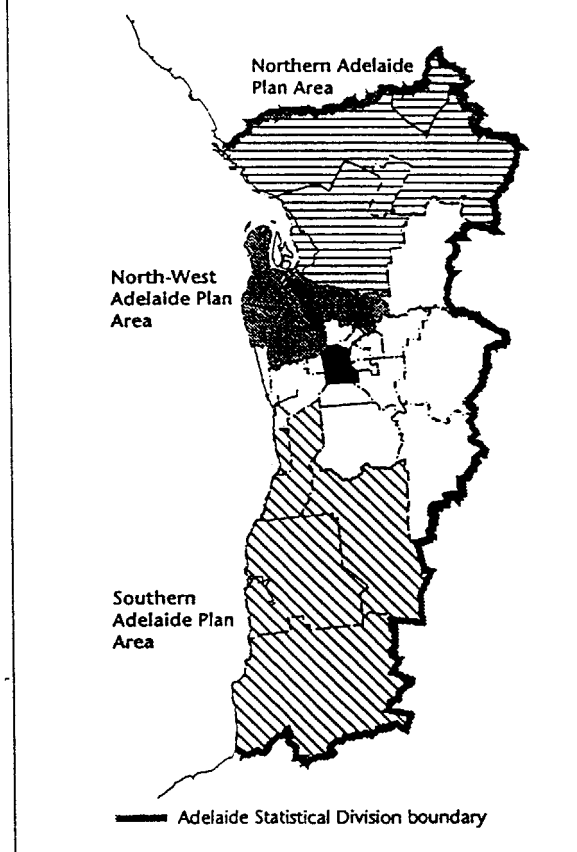 Northern Adelaide
Plan Area
North-West
Adelaide Plan
Area
Southern
Adelaide Plan
Area
Adelaide Statistical Division boundary